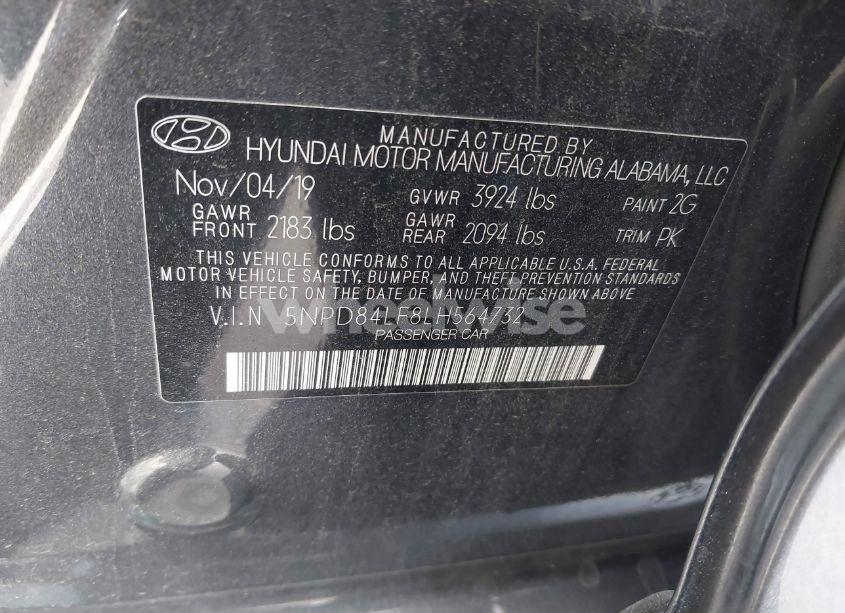 MANUFACTURED BY
HYUNDAI MOTOR MANUFACTURING ALABAMA, LLC
Nov/04/19 GVWR 3924 lbs PAINT 2G
GAWR FRONT 2183 lbs GAWR REAR 2094 lbs TRIM PK
THIS VEHICLE CONFORMS TO ALL APPLICABLE U.S.A. FEDERAL
MOTOR VEHICLE SAFETY, BUMPER, AND THEFT PREVENTION STANDARDS
IN EFFECT ON THE DATE OF MANUFACTURE SHOWN ABOVE.
V.I.N 5NPD84LF8LH564732
wheelwise
PASSENGER CAR